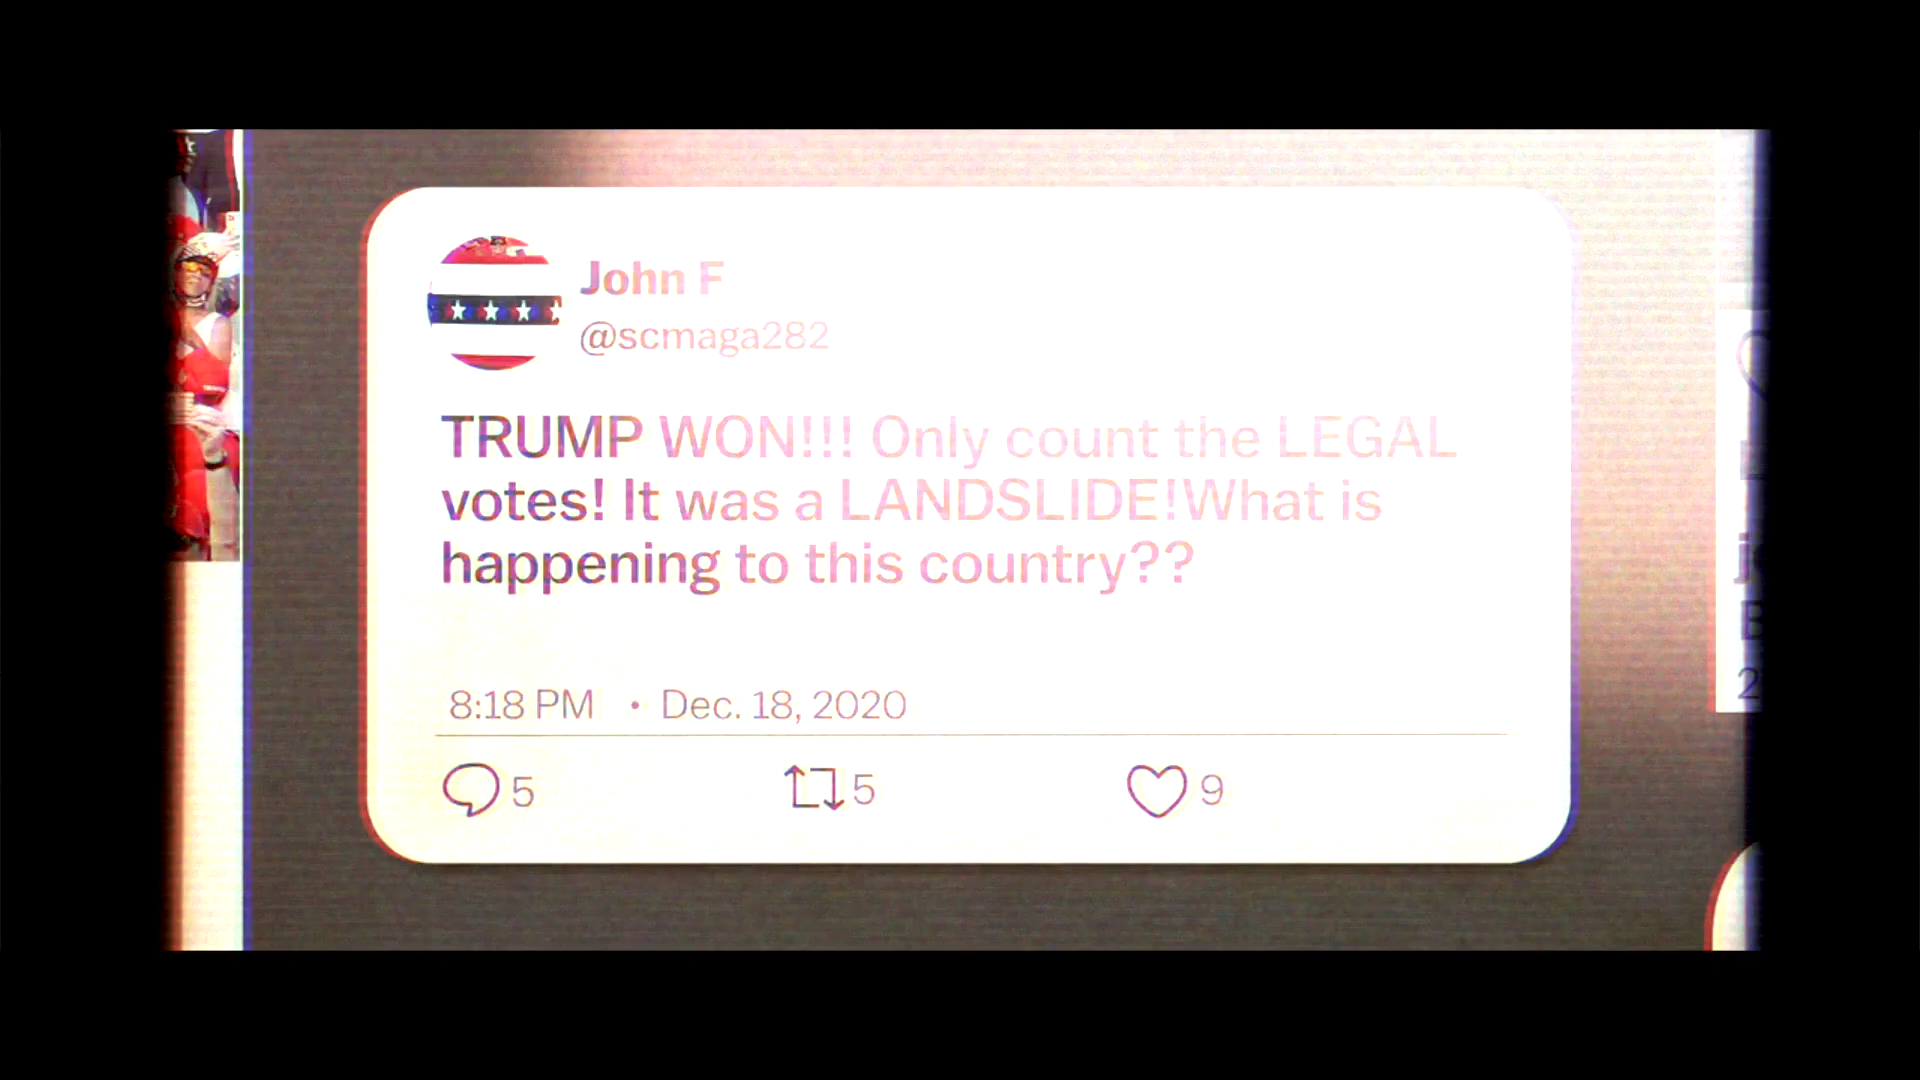 John F
@scmaga282
TRUMP WON!!! Only count the LEGAL
votes! It was a LANDSLIDE!What is
happening to this country??
8:18 PM • Dec. 18, 2020
5 5 9